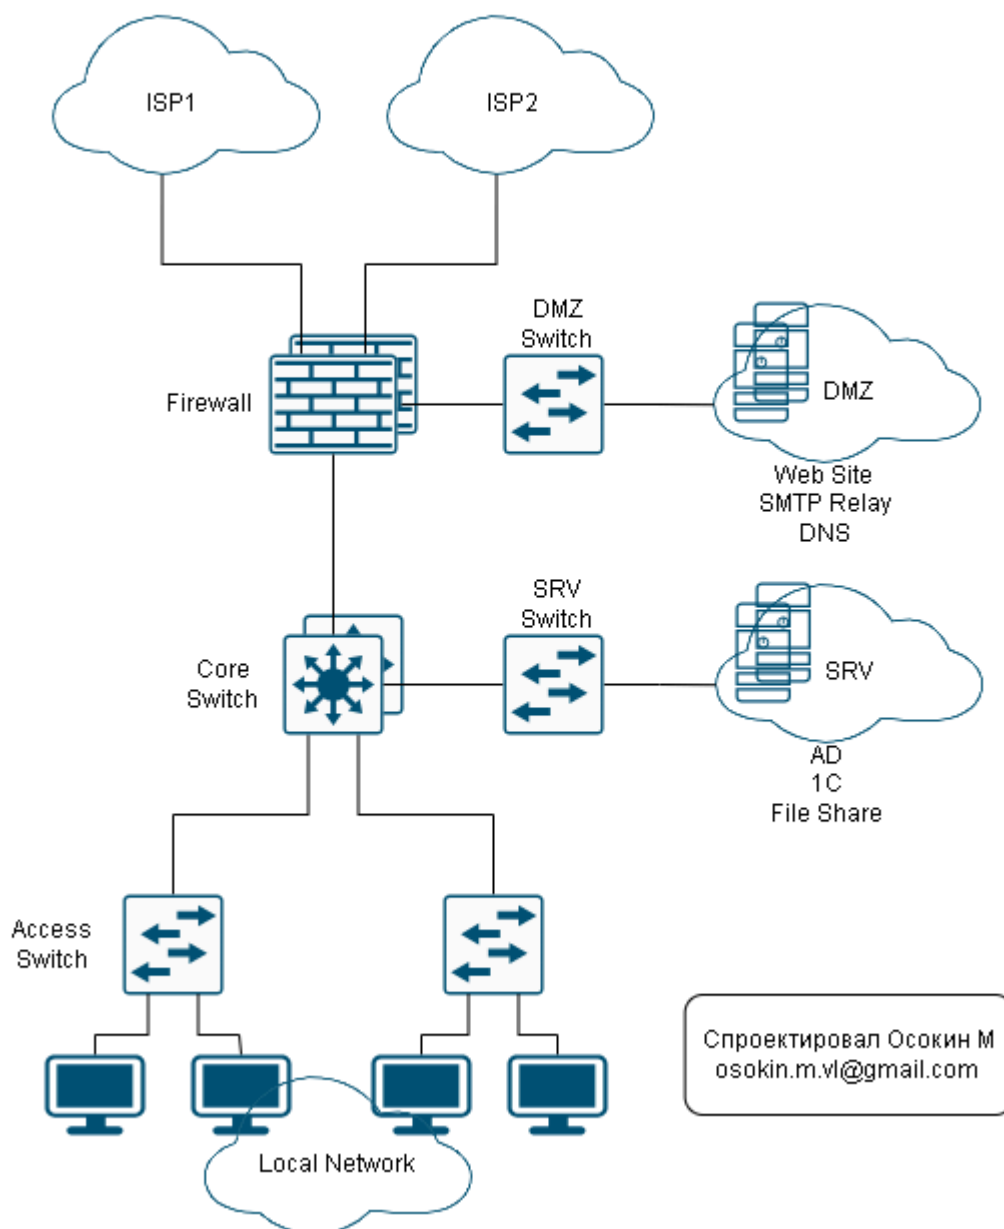 ISP1
ISP2
DMZ
Switch
Firewall
DMZ
Web Site
SMTP Relay
DNS
SRV
Switch
Core
Switch
SRV
AD
1C
File Share
Access
Switch
Спроектировал Осокин М
osokin.m.vl@gmail.com
Local Network